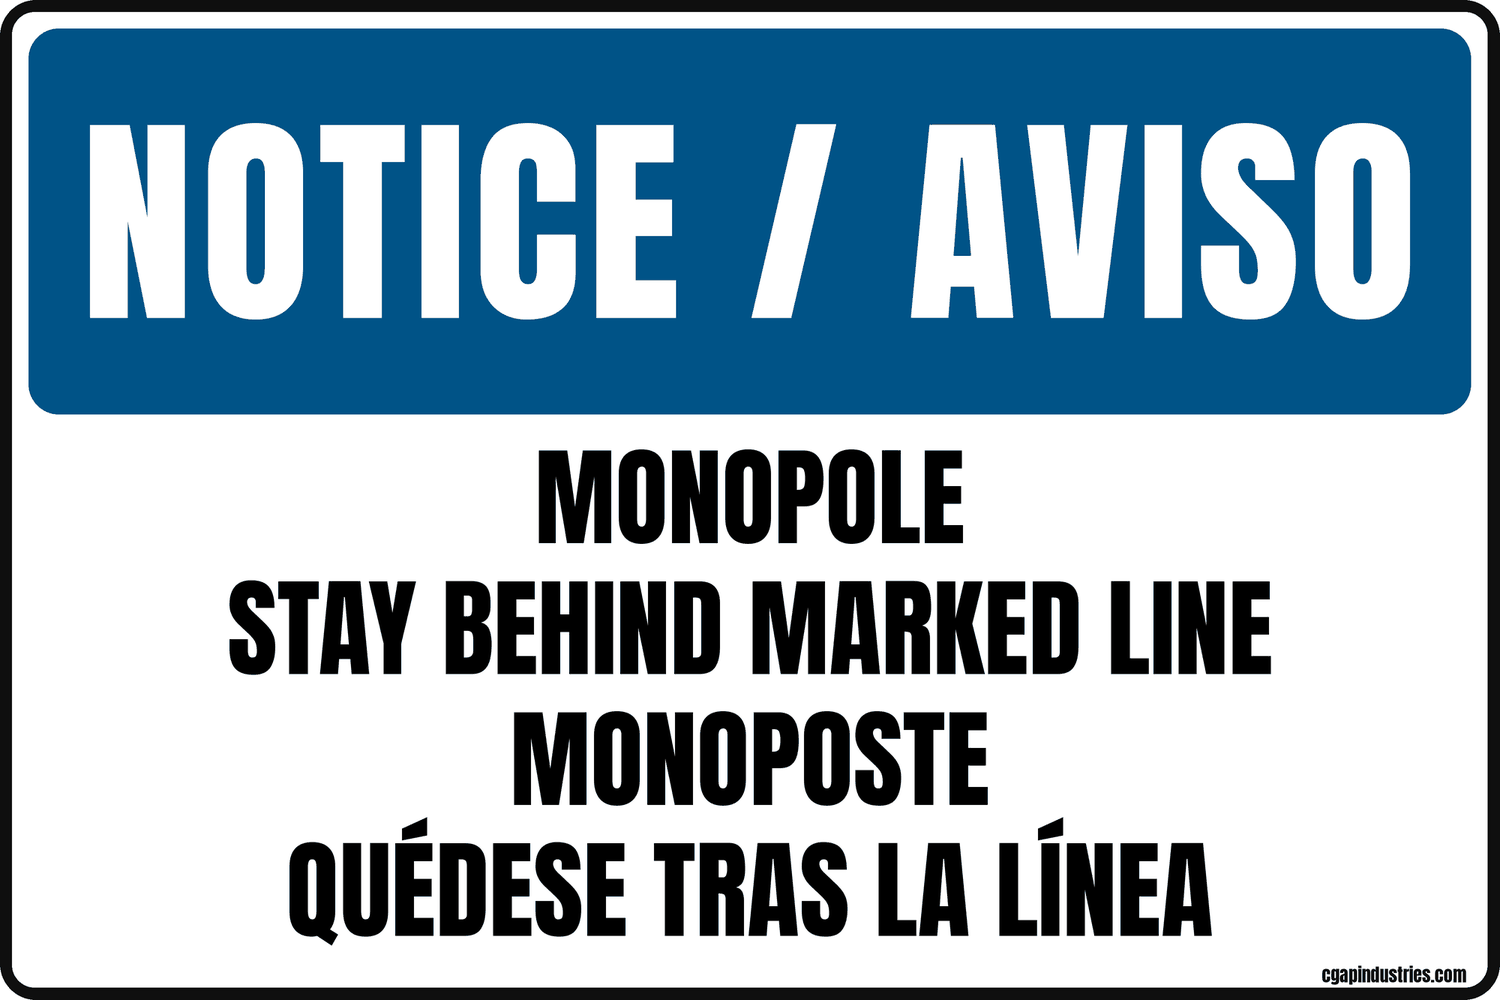 NOTICE / AVISO
MONOPOLE
STAY BEHIND MARKED LINE
MONOPOSTE
QUÉDESE TRAS LA LÍNEA
cgapindustries.com